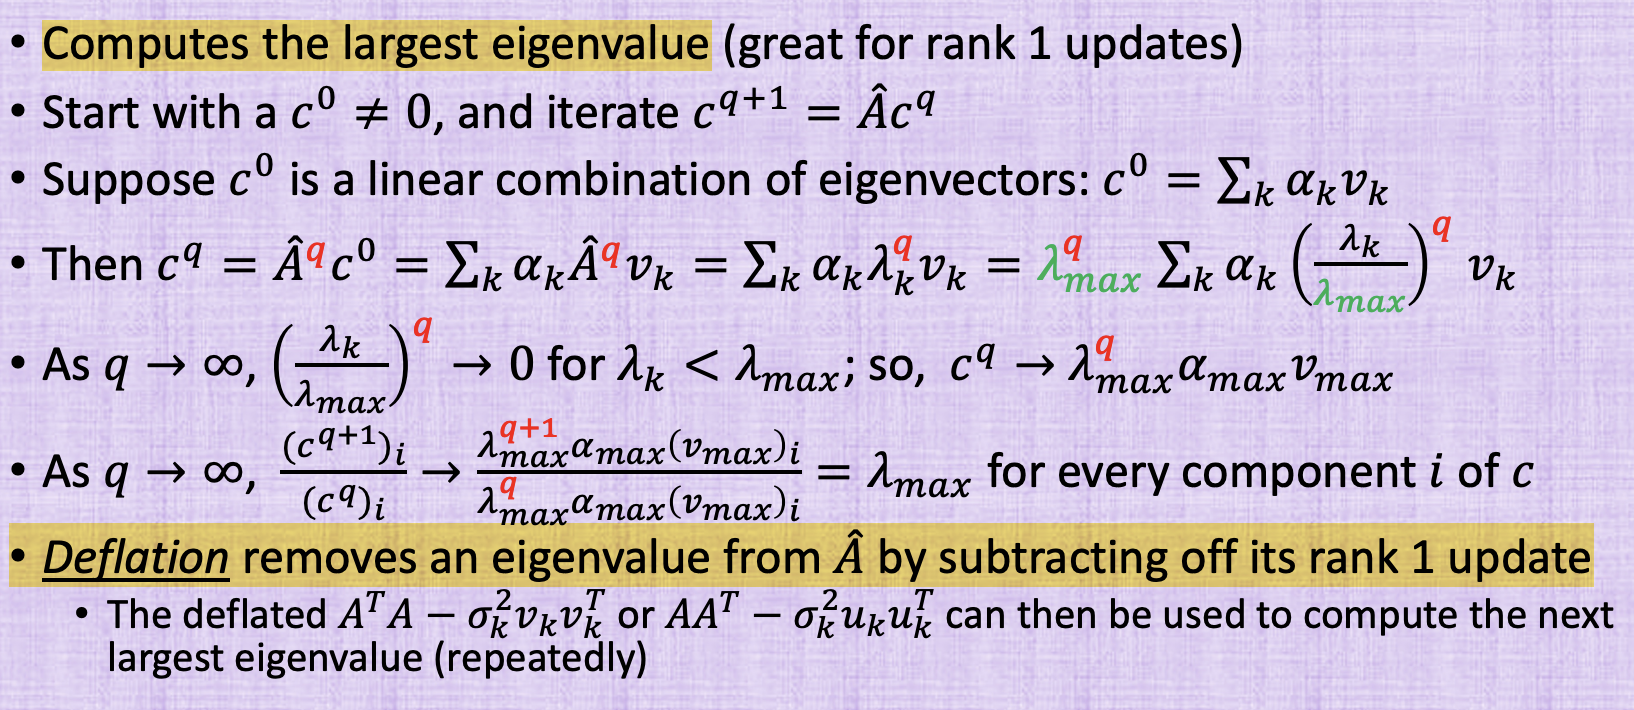 • Computes the largest eigenvalue (great for rank 1 updates)
• Start with a $c^0 \neq 0$, and iterate $c^{q+1} = \hat{A}c^q$
• Suppose $c^0$ is a linear combination of eigenvectors: $c^0 = \sum_k \alpha_k v_k$
• Then $c^q = \hat{A}^q c^0 = \sum_k \alpha_k \hat{A}^q v_k = \sum_k \alpha_k \lambda_k^q v_k = \lambda_{max}^q \sum_k \alpha_k \left(\frac{\lambda_k}{\lambda_{max}}\right)^q v_k$
• As $q \to \infty$, $\left(\frac{\lambda_k}{\lambda_{max}}\right)^q \to 0$ for $\lambda_k < \lambda_{max}$; so, $c^q \to \lambda_{max}^q \alpha_{max} v_{max}$
• As $q \to \infty$, $\frac{(c^{q+1})_i}{(c^q)_i} \to \frac{\lambda_{max}^{q+1} \alpha_{max} (v_{max})_i}{\lambda_{max}^q \alpha_{max} (v_{max})_i} = \lambda_{max}$ for every component $i$ of $c$
• Deflation removes an eigenvalue from $\hat{A}$ by subtracting off its rank 1 update
• The deflated $A^T A - \sigma_k^2 v_k v_k^T$ or $AA^T - \sigma_k^2 u_k u_k^T$ can then be used to compute the next
largest eigenvalue (repeatedly)